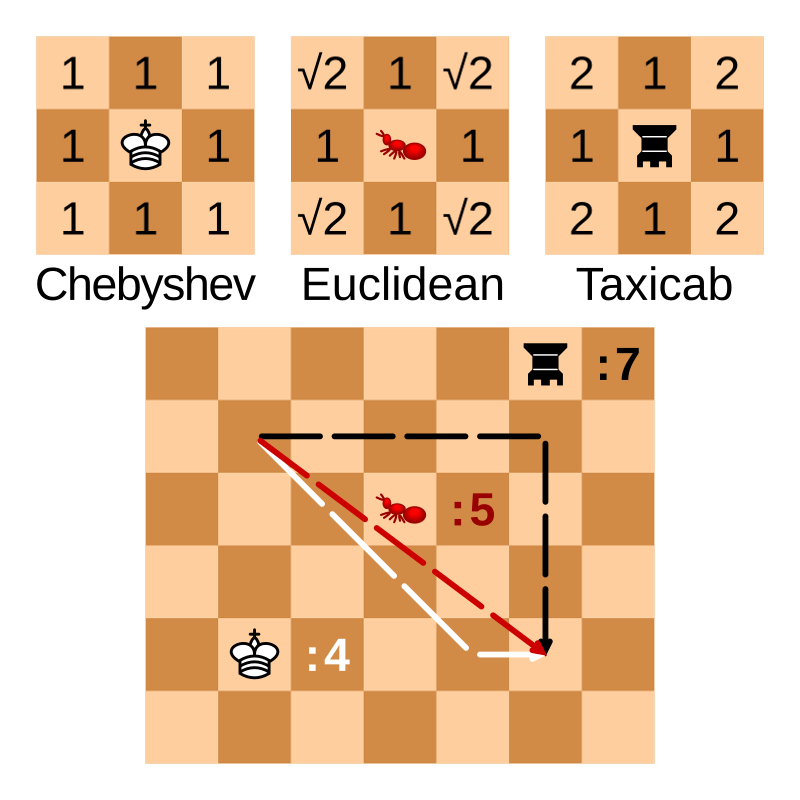 1 1 1 √2 1 √2 2 1 2
1 1 1 1 1 1
1 1 1 √2 1 √2 2 1 2
Chebyshev Euclidean Taxicab
:7
:5
:4